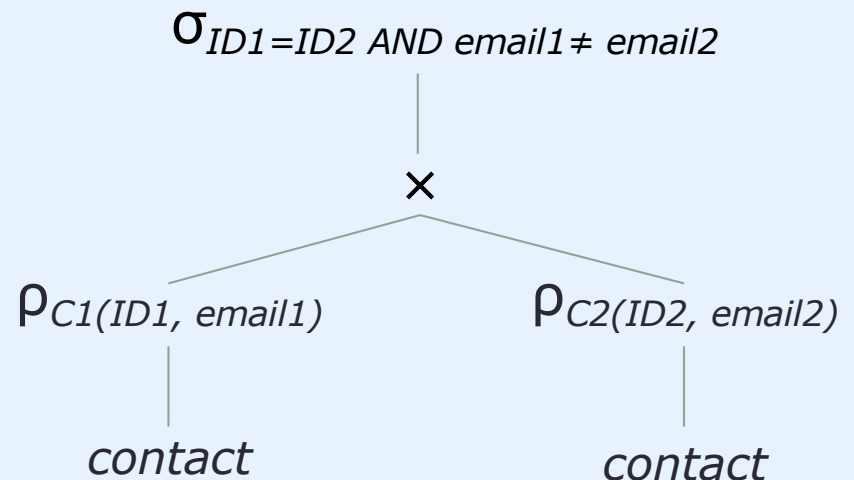 σID1=ID2 AND email1≠ email2
×
ρC1(ID1, email1)
ρC2(ID2, email2)
contact
contact